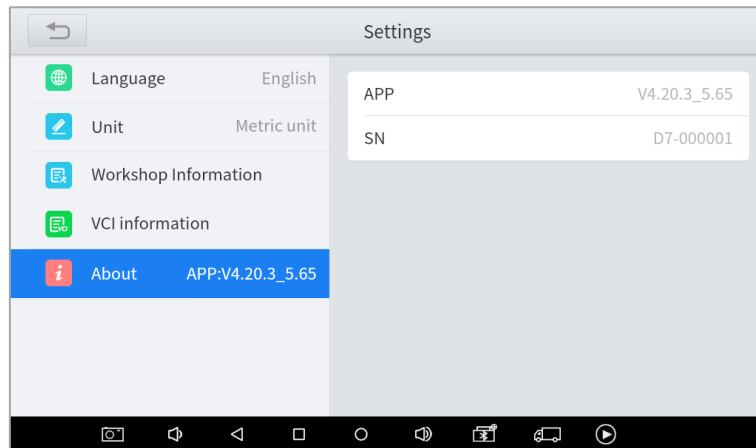 Settings
Language English
Unit Metric unit
Workshop Information
VCI information
About APP:V4.20.3_5.65
APP V4.20.3_5.65
SN D7-000001